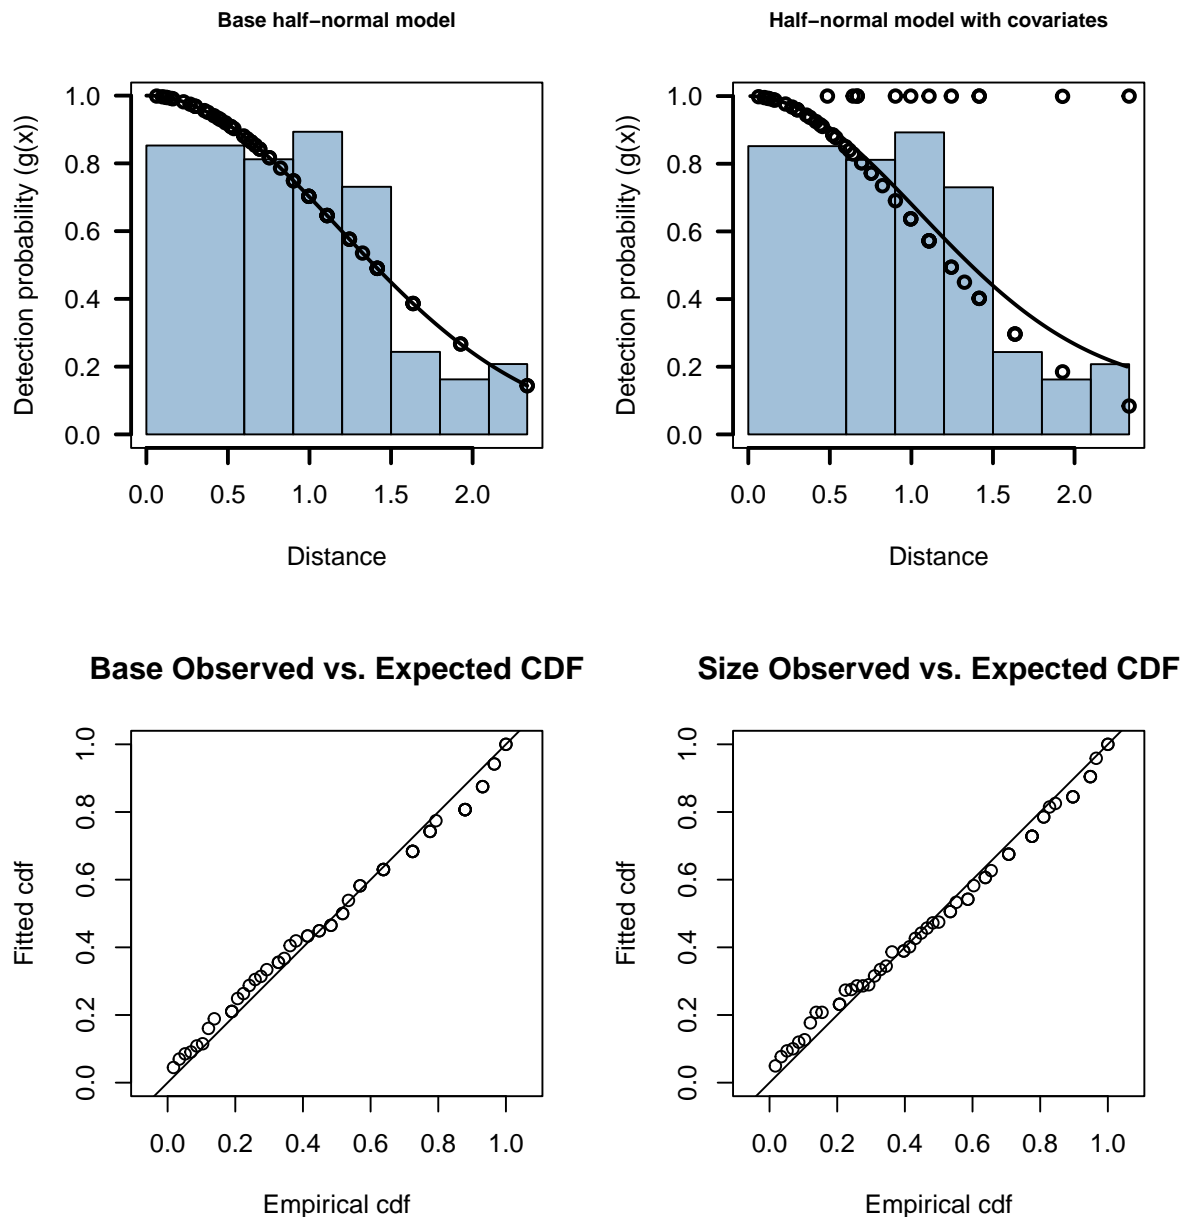 Base half−normal model
Half−normal model with covariates
Detection probability (g(x))
1.0
0.8
0.6
0.4
0.2
0.0
0.0 0.5 1.0 1.5 2.0
Distance
Detection probability (g(x))
1.0
0.8
0.6
0.4
0.2
0.0
0.0 0.5 1.0 1.5 2.0
Distance
Base Observed vs. Expected CDF
Size Observed vs. Expected CDF
Fitted cdf
1.0
0.8
0.6
0.4
0.2
0.0
0.0 0.2 0.4 0.6 0.8 1.0
Empirical cdf
Fitted cdf
1.0
0.8
0.6
0.4
0.2
0.0
0.0 0.2 0.4 0.6 0.8 1.0
Empirical cdf